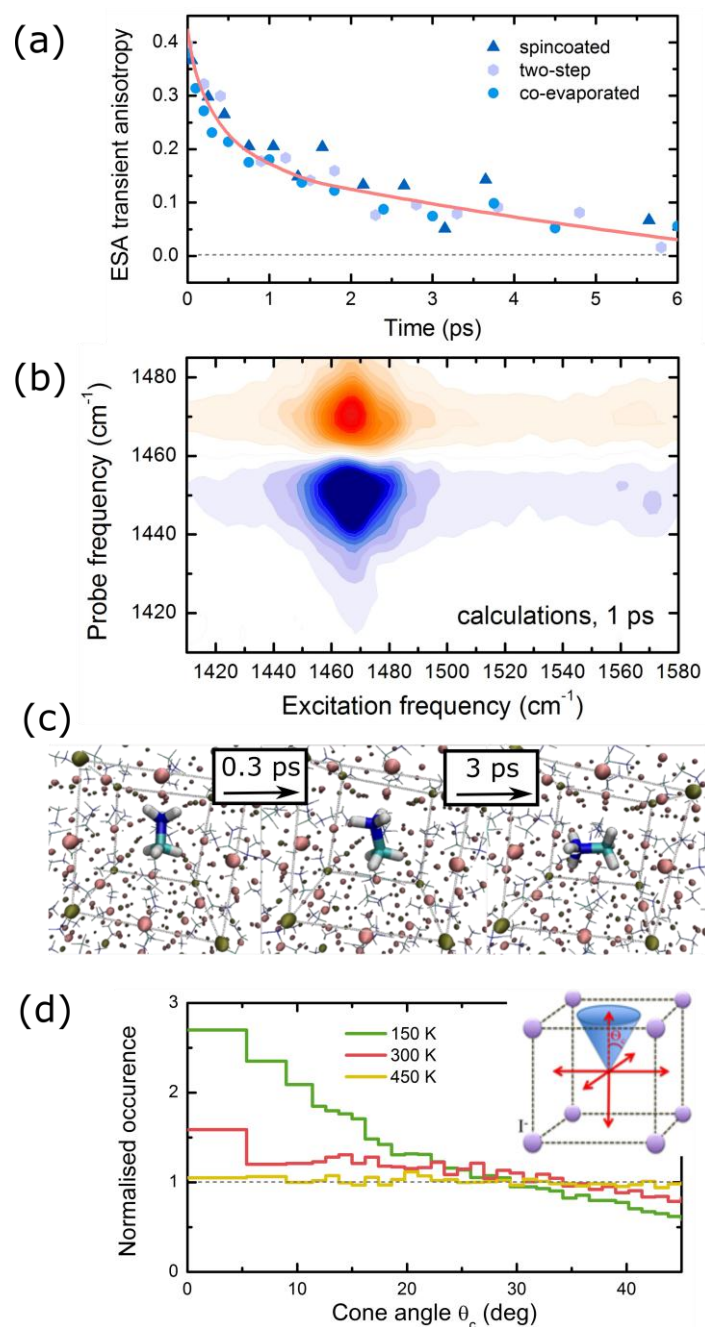 (a)
ESA transient anisotropy
0.4
0.3
0.2
0.1
0.0
spincoated
two-step
co-evaporated
0 1 2 3 4 5 6
Time (ps)
(b)
Probe frequency (cm⁻¹)
1480
1460
1440
1420
calculations, 1 ps
1420 1440 1460 1480 1500 1520 1540 1560 1580
Excitation frequency (cm⁻¹)
(c)
0.3 ps
3 ps
(d)
Normalised occurence
3
2
1
0
150 K
300 K
450 K
Θ
I⁻
0 10 20 30 40
Cone angle θc (deg)